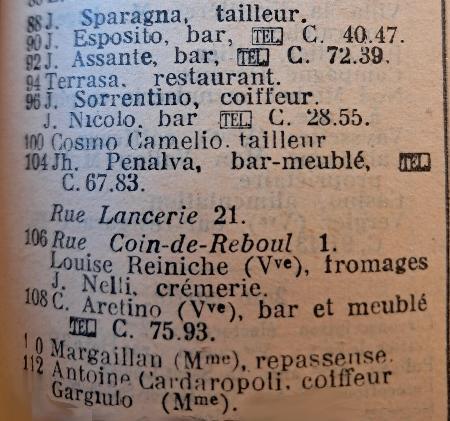 88 J. Sparagna, tailleur.
90 J. Esposito, bar, TEL C. 40.47.
92 J. Assante, bar, TEL C. 72.39.
94 Terrasa, restaurant.
96 J. Sorrentino, coiffeur.
J. Nicolo, bar TEL C. 28.55.
100 Cosmo Camelio, tailleur
104 Jh. Penalva, bar-meublé, TEL
C. 67.83.
Rue Lancerie 21.
106 Rue Coin-de-Reboul 1.
Louise Reiniche (Vve), fromages
J. Nelli, crémerie.
108 C. Aretino (Vve), bar et meublé
TEL C. 75.93.
1 0 Margaillan (Mme), repasseuse.
112 Antoine Cardaropoli, coiffeur
Gargiulo (Mme).